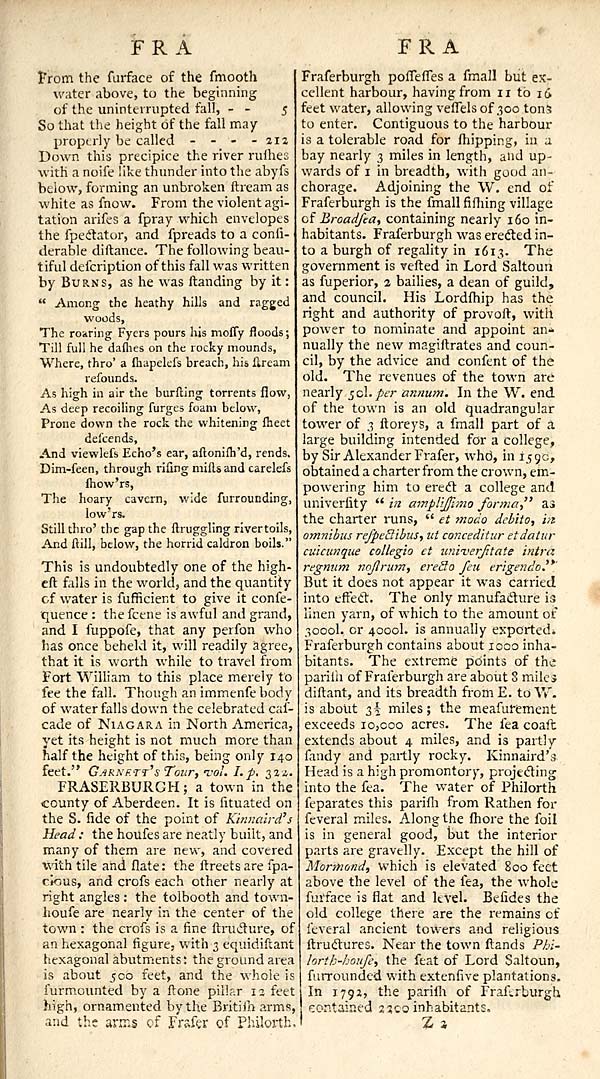 FRA
From the ſurface of the ſmooth
water above, to the beginning
of the uninterrupted fall, - - 5
So that the height of the fall may
properly be called - - - - 212
Down this precipice the river ruſhes
with a noiſe like thunder into the abyſs
below, forming an unbroken ſtream as
white as ſnow. From the violent agi-
tation ariſes a ſpray which envelopes
the ſpectator, and ſpreads to a conſi-
derable diſtance. The following beau-
tiful deſcription of this fall was written
by BURNS, as he was ſtanding by it:
“ Among the heathy hills and ragged
woods,
The roaring Fyers pours his moſſy floods;
Till full he daſhes on the rocky mounds,
Where, thro' a ſhapeleſs breach, his ſtream
reſounds.
As high in air the burſting torrents flow,
As deep recoiling ſurges foam below,
Prone down the rock the whitening ſheet
deſcends,
And viewleſs Echo's ear, aſtoniſh'd, rends.
Dim-ſeen, through riſing miſts and careleſs
ſhow'rs,
The hoary cavern, wide ſurrounding,
low'rs.
Still thro' the gap the ſtruggling river toils,
And ſtill, below, the horrid caldron boils.”
This is undoubtedly one of the high-
eſt falls in the world, and the quantity
of water is ſufficient to give it conſe-
quence: the ſcene is awful and grand,
and I ſuppoſe, that any perſon who
has once beheld it, will readily agree,
that it is worth while to travel from
Fort William to this place merely to
ſee the fall. Though an immenſe body
of water falls down the celebrated caſ-
cade of NIAGARA in North America,
yet its height is not much more than
half the height of this, being only 140
feet.” GARNETT's Tour, vol. I. p. 322.
FRASERBURGH; a town in the
county of Aberdeen. It is ſituated on
the S. ſide of the point of Kinnaird's
Head: the houſes are neatly built, and
many of them are new, and covered
with tile and ſlate: the ſtreets are ſpa-
cious, and croſs each other nearly at
right angles: the tolbooth and town-
houſe are nearly in the center of the
town: the croſs is a fine ſtructure, of
an hexagonal figure, with 3 equidiſtant
hexagonal abutments: the ground area
is about 500 feet, and the whole is
ſurmounted by a ſtone pillar 12 feet
high, ornamented by the Britiſh arms,
and the arms of Fraſer of Philorth.
FRA
Fraſerburgh poſſeſſes a ſmall but ex-
cellent harbour, having from 11 to 16
feet water, allowing veſſels of 300 tons
to enter. Contiguous to the harbour
is a tolerable road for ſhipping, in a
bay nearly 3 miles in length, and up-
wards of 1 in breadth, with good an-
chorage. Adjoining the W. end of
Fraſerburgh is the ſmall fiſhing village
of Broadſea, containing nearly 160 in-
habitants. Fraſerburgh was erected in-
to a burgh of regality in 1613. The
government is veſted in Lord Saltoun
as ſuperior, 2 bailies, a dean of guild,
and council. His Lordſhip has the
right and authority of provoſt, with
power to nominate and appoint an-
nually the new magiſtrates and coun-
cil, by the advice and conſent of the
old. The revenues of the town are
nearly 50l. per annum. In the W. end
of the town is an old quadrangular
tower of 3 ſtoreys, a ſmall part of a
large building intended for a college,
by Sir Alexander Fraſer, who, in 1590,
obtained a charter from the crown, em-
powering him to erect a college and
univerſity “ in ampliſſimo forma,” as
the charter runs, “ et modo debito, in
omnibus reſpectibus, ut conceditur et datur
cuicunque collegio et univerſitate intra
regnum noſtrum, erecto ſeu erigendo.”
But it does not appear it was carried
into effect. The only manufacture is
linen yarn, of which to the amount of
3000l. or 4000l. is annually exported.
Fraſerburgh contains about 1000 inha-
bitants. The extreme points of the
pariſh of Fraſerburgh are about 8 miles
diſtant, and its breadth from E. to W.
is about 3½ miles; the meaſurement
exceeds 10,000 acres. The ſea coaſt
extends about 4 miles, and is partly
ſandy and partly rocky. Kinnaird's
Head is a high promontory, projecting
into the ſea. The water of Philorth
ſeparates this pariſh from Rathen for
ſeveral miles. Along the ſhore the ſoil
is in general good, but the interior
parts are gravelly. Except the hill of
Mormond, which is elevated 800 feet
above the level of the ſea, the whole
ſurface is flat and level. Beſides the
old college there are the remains of
ſeveral ancient towers and religious
ſtructures. Near the town ſtands Phi-
lorth-houſe, the ſeat of Lord Saltoun,
ſurrounded with extenſive plantations.
In 1792, the pariſh of Fraſerburgh
contained 2200 inhabitants.
Z 2